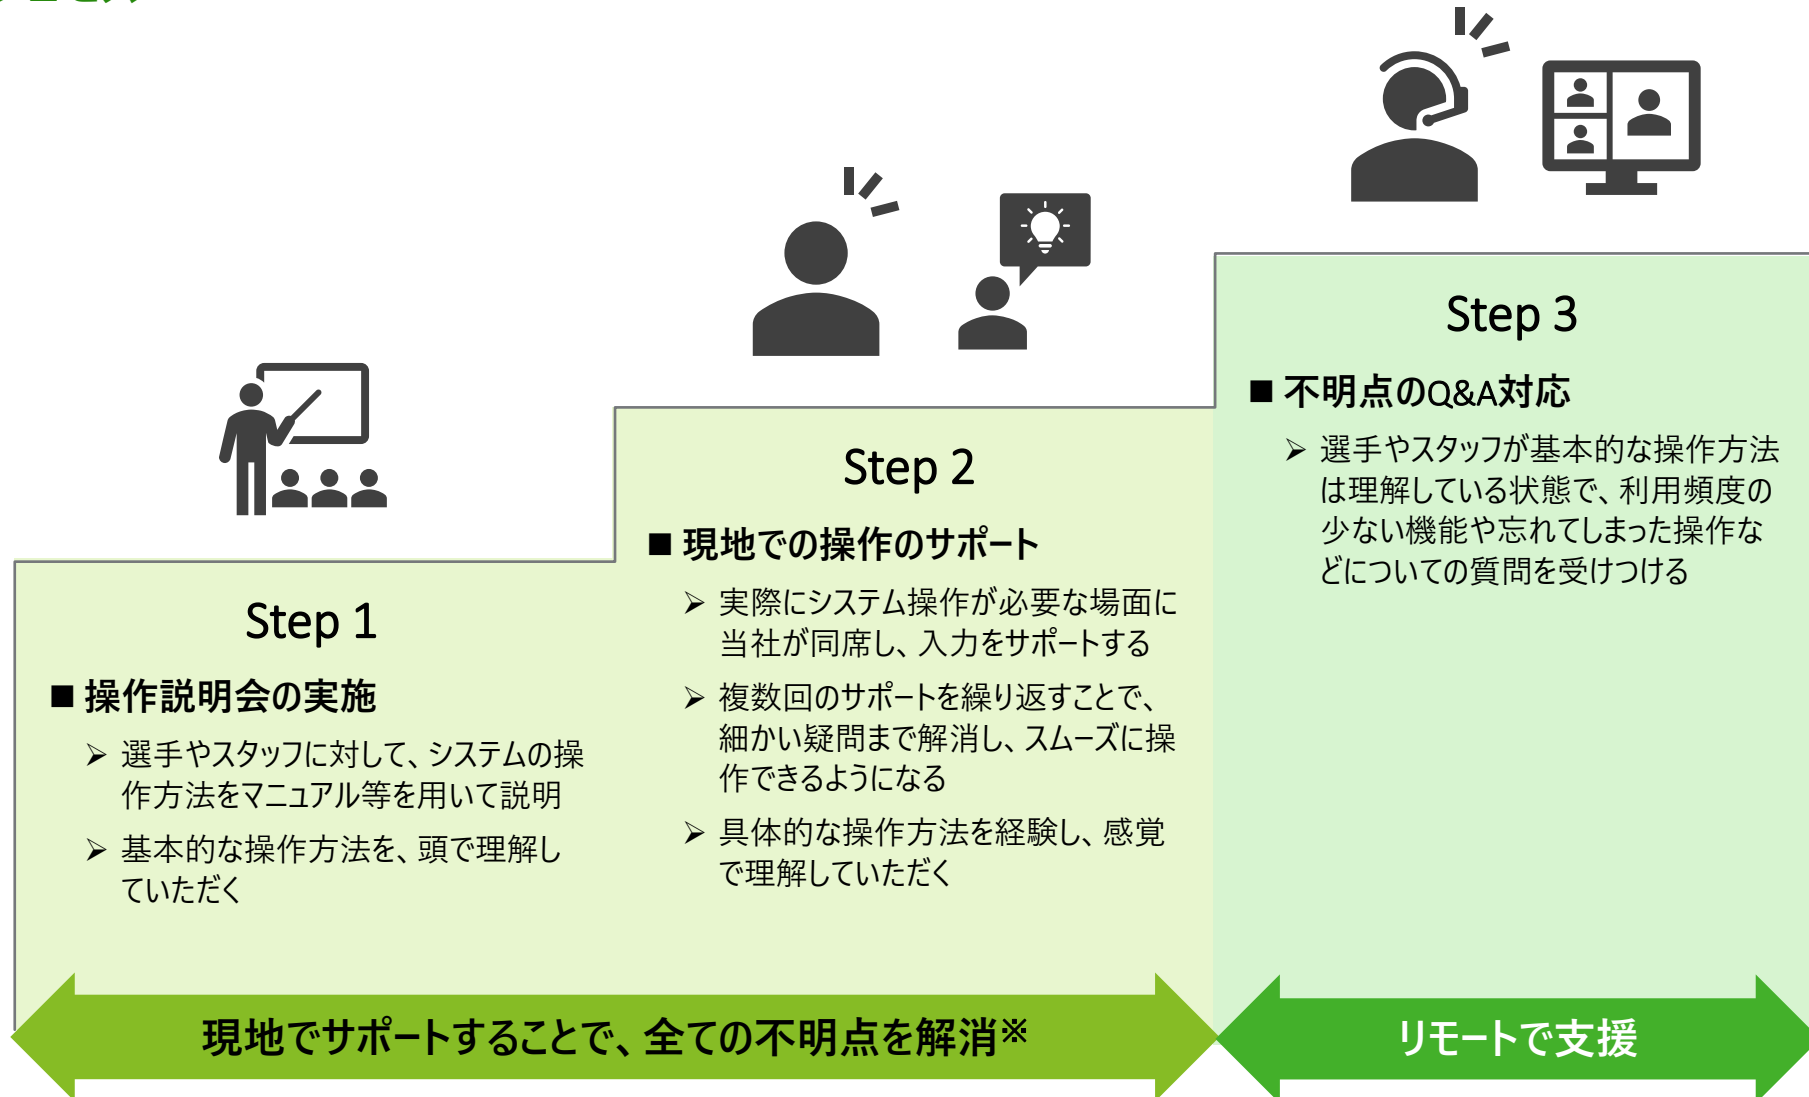 Step 1
■ 操作説明会の実施
➢ 選手やスタッフに対して、システムの操
作方法をマニュアル等を用いて説明
➢ 基本的な操作方法を、頭で理解し
ていただく
Step 2
■ 現地での操作のサポート
➢ 実際にシステム操作が必要な場面に
当社が同席し、入力をサポートする
➢ 複数回のサポートを繰り返すことで、
細かい疑問まで解消し、スムーズに操
作できるようになる
➢ 具体的な操作方法を経験し、感覚
で理解していただく
Step 3
■ 不明点のQ&A対応
➢ 選手やスタッフが基本的な操作方法
は理解している状態で、利用頻度の
少ない機能や忘れてしまった操作な
どについての質問を受けつける
現地でサポートすることで、全ての不明点を解消※
リモートで支援